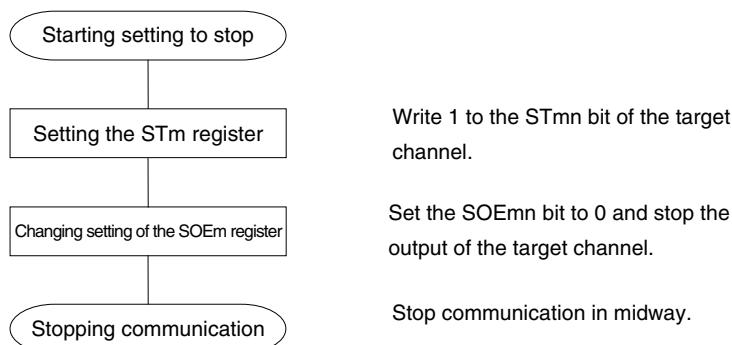 Starting setting to stop
Setting the STm register
Write 1 to the STmn bit of the target
channel.
Changing setting of the SOEm register
Set the SOEmn bit to 0 and stop the
output of the target channel.
Stopping communication
Stop communication in midway.